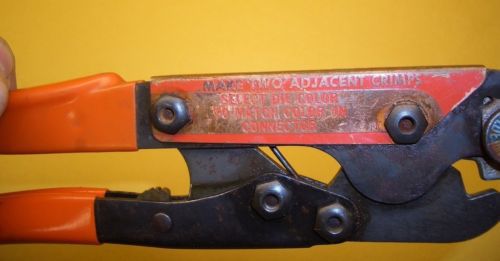 MAKE TWO ADJACENT CRIMPS
SELECT DIE COLOR
TO MATCH COLOR ON
CONNECTOR